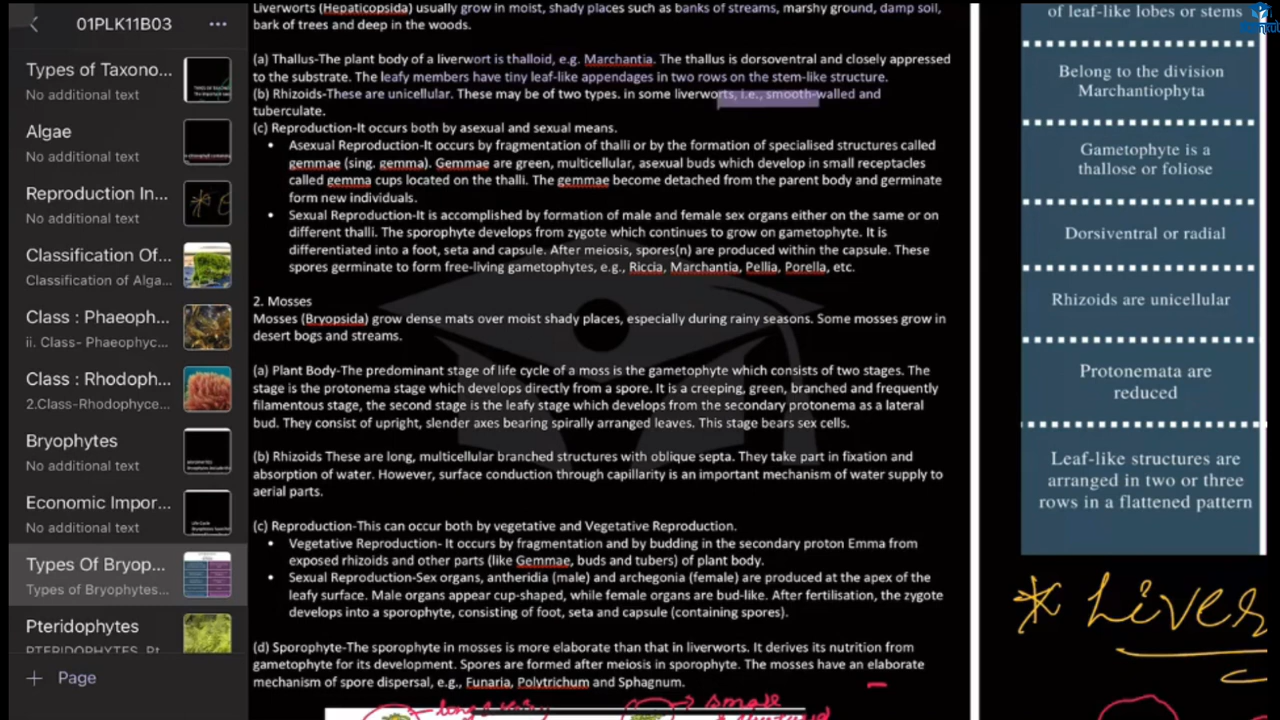 01PLK11B03
Types of Taxono...
No additional text
Algae
No additional text
Reproduction In...
No additional text
Classification Of...
Classification of Alga...
Class : Phaeoph...
ii. Class- Phaeophyc...
Class : Rhodoph...
2.Class-Rhodophyce...
Bryophytes
No additional text
Economic Impor...
No additional text
Types Of Bryop...
Types of Bryophytes...
Pteridophytes
+ Page
Liverworts (Hepaticopsida) usually grow in moist, shady places such as banks of streams, marshy ground, damp soil,
bark of trees and deep in the woods.
(a) Thallus-The plant body of a liverwort is thalloid, e.g. Marchantia. The thallus is dorsoventral and closely appressed
to the substrate. The leafy members have tiny leaf-like appendages in two rows on the stem-like structure.
(b) Rhizoids-These are unicellular. These may be of two types. in some liverworts, i.e., smooth-walled and
tuberculate.
(c) Reproduction-It occurs both by asexual and sexual means.
• Asexual Reproduction-It occurs by fragmentation of thalli or by the formation of specialised structures called
gemmae (sing. gemma). Gemmae are green, multicellular, asexual buds which develop in small receptacles
called gemma cups located on the thalli. The gemmae become detached from the parent body and germinate
form new individuals.
• Sexual Reproduction-It is accomplished by formation of male and female sex organs either on the same or on
different thalli. The sporophyte develops from zygote which continues to grow on gametophyte. It is
differentiated into a foot, seta and capsule. After meiosis, spores(n) are produced within the capsule. These
spores germinate to form free-living gametophytes, e.g., Riccia, Marchantia, Pellia, Porella, etc.
2. Mosses
Mosses (Bryopsida) grow dense mats over moist shady places, especially during rainy seasons. Some mosses grow in
desert bogs and streams.
(a) Plant Body-The predominant stage of life cycle of a moss is the gametophyte which consists of two stages. The
stage is the protonema stage which develops directly from a spore. It is a creeping, green, branched and frequently
filamentous stage, the second stage is the leafy stage which develops from the secondary protonema as a lateral
bud. They consist of upright, slender axes bearing spirally arranged leaves. This stage bears sex cells.
(b) Rhizoids These are long, multicellular branched structures with oblique septa. They take part in fixation and
absorption of water. However, surface conduction through capillarity is an important mechanism of water supply to
aerial parts.
(c) Reproduction-This can occur both by vegetative and Vegetative Reproduction.
• Vegetative Reproduction- It occurs by fragmentation and by budding in the secondary proton Emma from
exposed rhizoids and other parts (like Gemmae, buds and tubers) of plant body.
• Sexual Reproduction-Sex organs, antheridia (male) and archegonia (female) are produced at the apex of the
leafy surface. Male organs appear cup-shaped, while female organs are bud-like. After fertilisation, the zygote
develops into a sporophyte, consisting of foot, seta and capsule (containing spores).
(d) Sporophyte-The sporophyte in mosses is more elaborate than that in liverworts. It derives its nutrition from
gametophyte for its development. Spores are formed after meiosis in sporophyte. The mosses have an elaborate
mechanism of spore dispersal, e.g., Funaria, Polytrichum and Sphagnum.
small
of leaf-like lobes or stems
Belong to the division
Marchantiophyta
Gametophyte is a
thallose or foliose
Dorsiventral or radial
Rhizoids are unicellular
Protonemata are
reduced
Leaf-like structures are
arranged in two or three
rows in a flattened pattern
* Liver